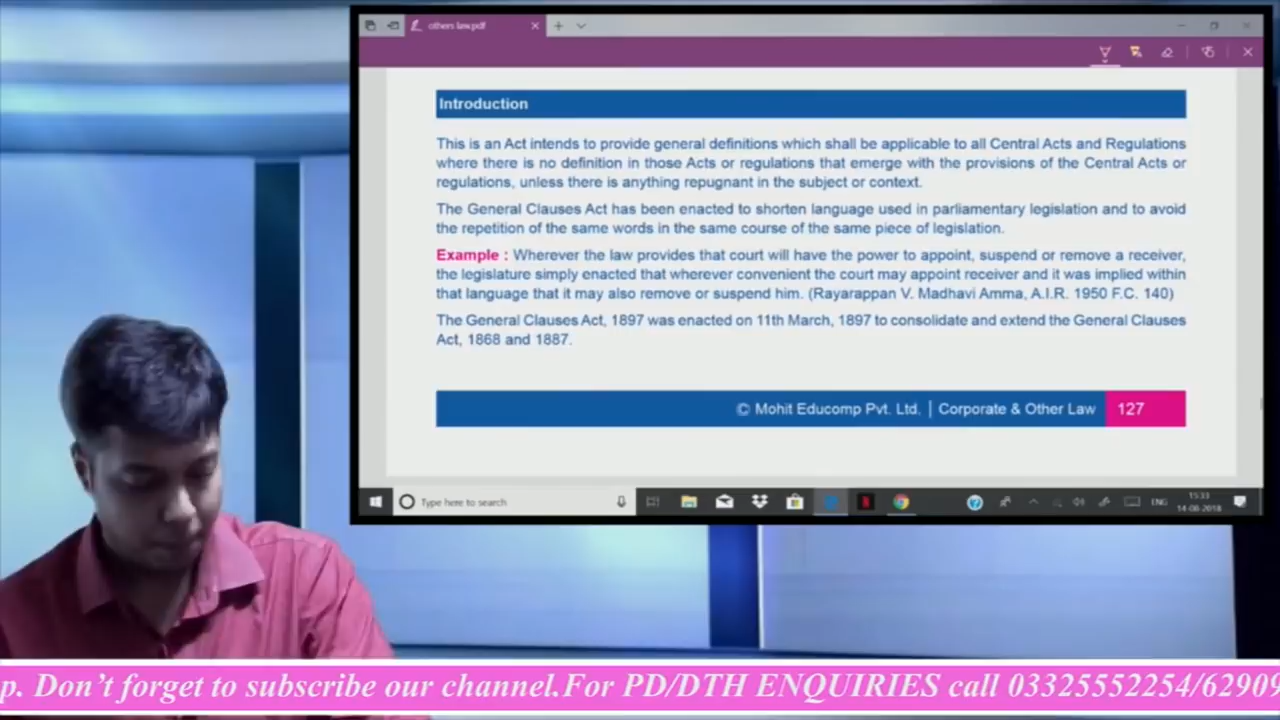 others law.pdf
Introduction
This is an Act intends to provide general definitions which shall be applicable to all Central Acts and Regulations
where there is no definition in those Acts or regulations that emerge with the provisions of the Central Acts or
regulations, unless there is anything repugnant in the subject or context.
The General Clauses Act has been enacted to shorten language used in parliamentary legislation and to avoid
the repetition of the same words in the same course of the same piece of legislation.
Example : Wherever the law provides that court will have the power to appoint, suspend or remove a receiver,
the legislature simply enacted that wherever convenient the court may appoint receiver and it was implied within
that language that it may also remove or suspend him. (Rayarappan V. Madhavi Amma, A.I.R. 1950 F.C. 140)
The General Clauses Act, 1897 was enacted on 11th March, 1897 to consolidate and extend the General Clauses
Act, 1868 and 1887.
© Mohit Educomp Pvt. Ltd. | Corporate & Other Law 127
Type here to search
ENG
15:33
14-08-2018
p. Don't forget to subscribe our channel.For PD/DTH ENQUIRIES call 03325552254/62909